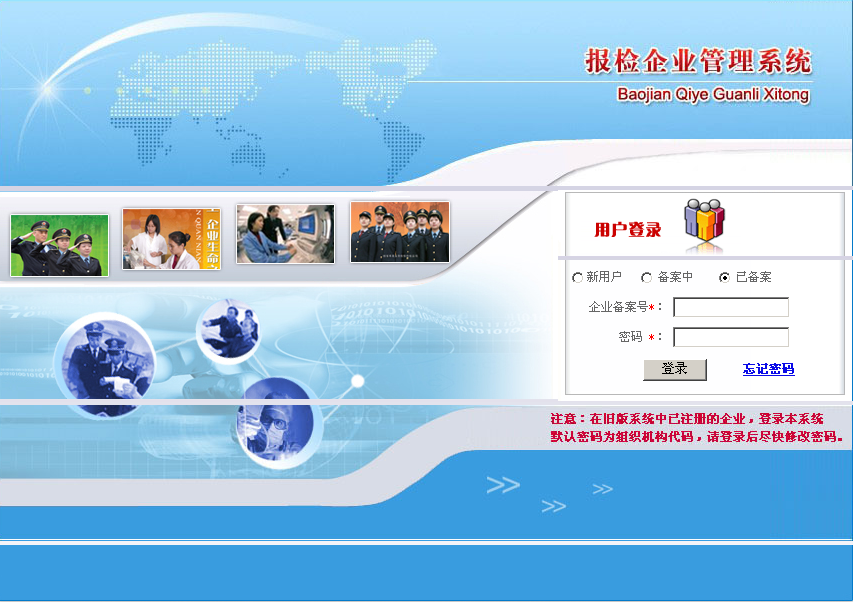 报检企业管理系统
Baojian Qiye Guanli Xitong
企业生命
N QUAN NIAN
用户登录
新用户 备案中 已备案
企业备案号*：
密码 *：
登录 忘记密码
注意：在旧版系统中已注册的企业，登录本系统
默认密码为组织机构代码，请登录后尽快修改密码。
>> >> >>